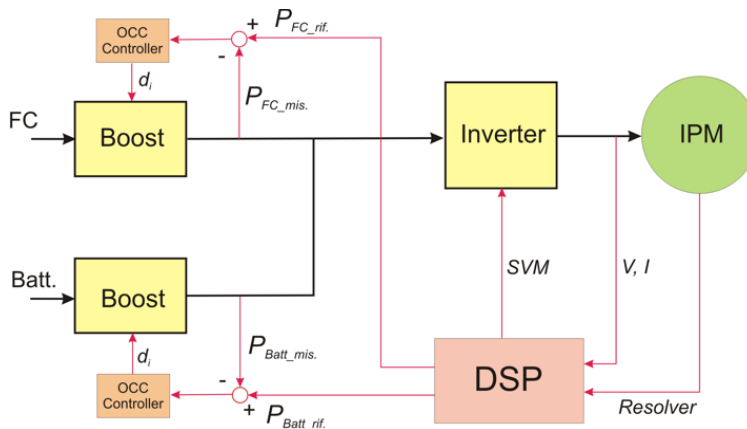 OCC
Controller
+
P_FC_rif.
-
d_i
P_FC_mis.
FC
Boost
Inverter
IPM
SVM
V, I
Batt.
Boost
P_Batt_mis.
d_i
DSP
OCC
Controller
-
+
P_Batt_rif.
Resolver